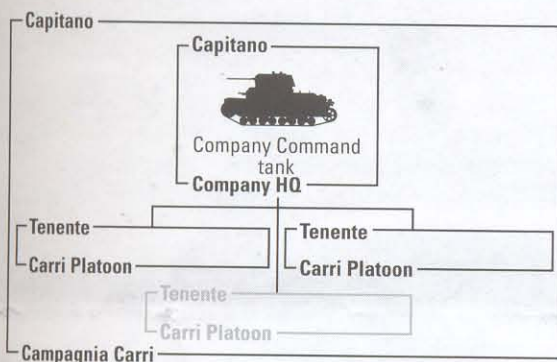 Capitano
Capitano
Company Command
tank
Company HQ
Tenente
Carri Platoon
Tenente
Carri Platoon
Tenente
Carri Platoon
Campagnia Carri